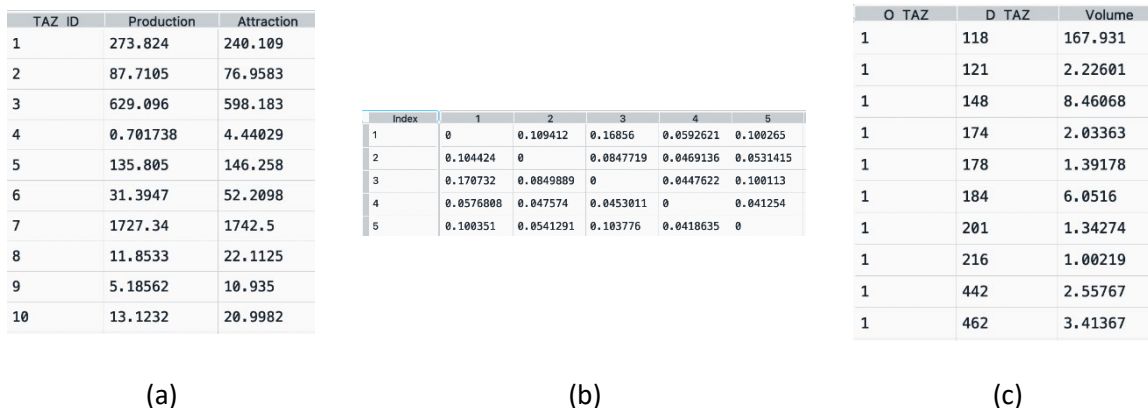 TAZ ID Production Attraction
1 273.824 240.109
2 87.7105 76.9583
3 629.096 598.183
4 0.701738 4.44029
5 135.805 146.258
6 31.3947 52.2098
7 1727.34 1742.5
8 11.8533 22.1125
9 5.18562 10.935
10 13.1232 20.9982
(a)
Index 1 2 3 4 5
1 0 0.109412 0.16856 0.0592621 0.100265
2 0.104424 0 0.0847719 0.0469136 0.0531415
3 0.170732 0.0849889 0 0.0447622 0.100113
4 0.0576808 0.047574 0.0453011 0 0.041254
5 0.100351 0.0541291 0.103776 0.0418635 0
(b)
O TAZ D TAZ Volume
1 118 167.931
1 121 2.22601
1 148 8.46068
1 174 2.03363
1 178 1.39178
1 184 6.0516
1 201 1.34274
1 216 1.00219
1 442 2.55767
1 462 3.41367
(c)